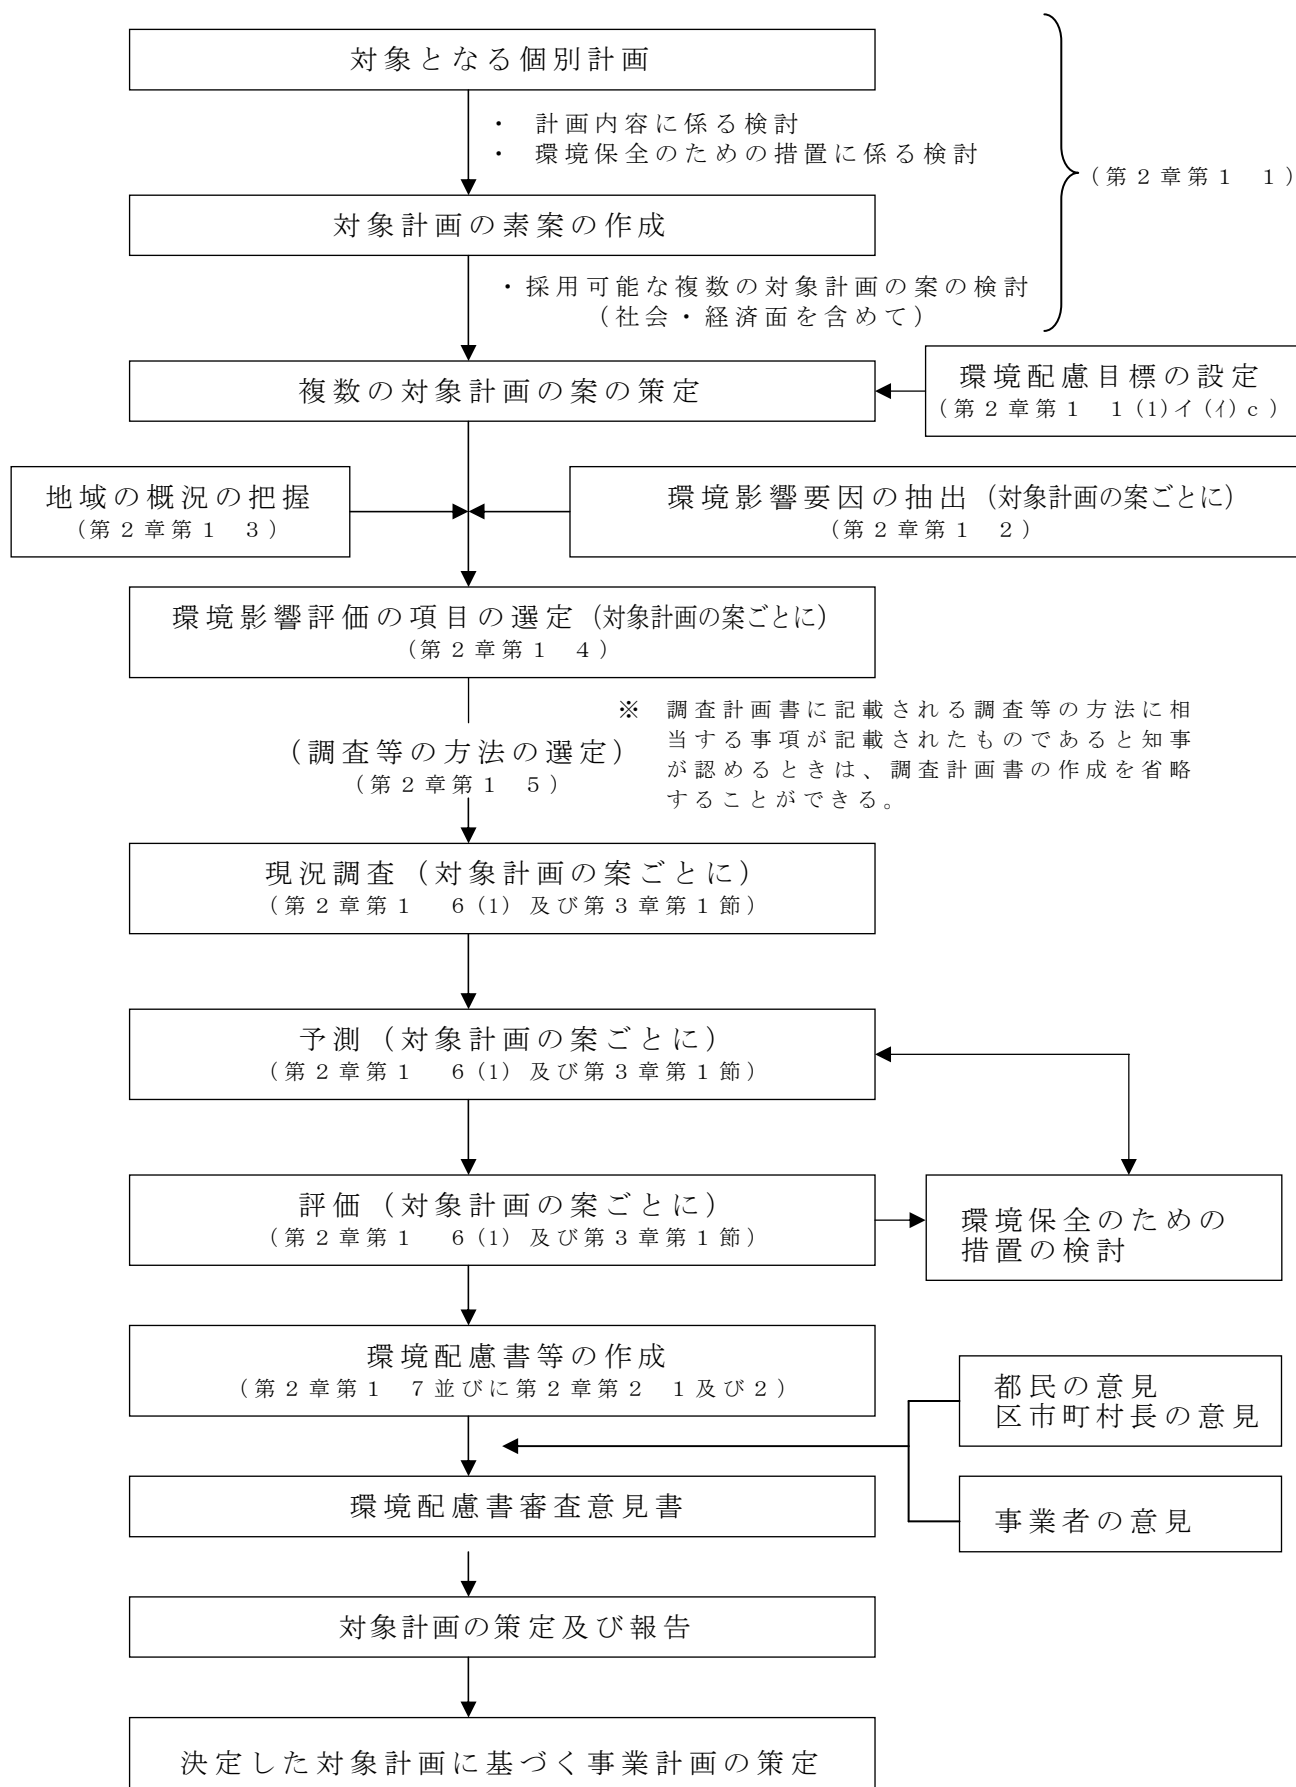 対象となる個別計画
・ 計画内容に係る検討
・ 環境保全のための措置に係る検討
（第２章第１　１）
対象計画の素案の作成
・採用可能な複数の対象計画の案の検討
（社会・経済面を含めて）
複数の対象計画の案の策定
環境配慮目標の設定
（第２章第１　１(1)イ(ｲ)ｃ）
地域の概況の把握
（第２章第１　３）
環境影響要因の抽出（対象計画の案ごとに）
（第２章第１　２）
環境影響評価の項目の選定（対象計画の案ごとに）
（第２章第１　４）
（調査等の方法の選定）
（第２章第１　５）
※ 調査計画書に記載される調査等の方法に相
当する事項が記載されたものであると知事
が認めるときは、調査計画書の作成を省略
することができる。
現況調査（対象計画の案ごとに）
（第２章第１　６(1) 及び第３章第１節）
予測（対象計画の案ごとに）
（第２章第１　６(1) 及び第３章第１節）
評価（対象計画の案ごとに）
（第２章第１　６(1) 及び第３章第１節）
環境保全のための
措置の検討
環境配慮書等の作成
（第２章第１　７並びに第２章第２　１及び２）
都民の意見
区市町村長の意見
環境配慮書審査意見書
事業者の意見
対象計画の策定及び報告
決定した対象計画に基づく事業計画の策定